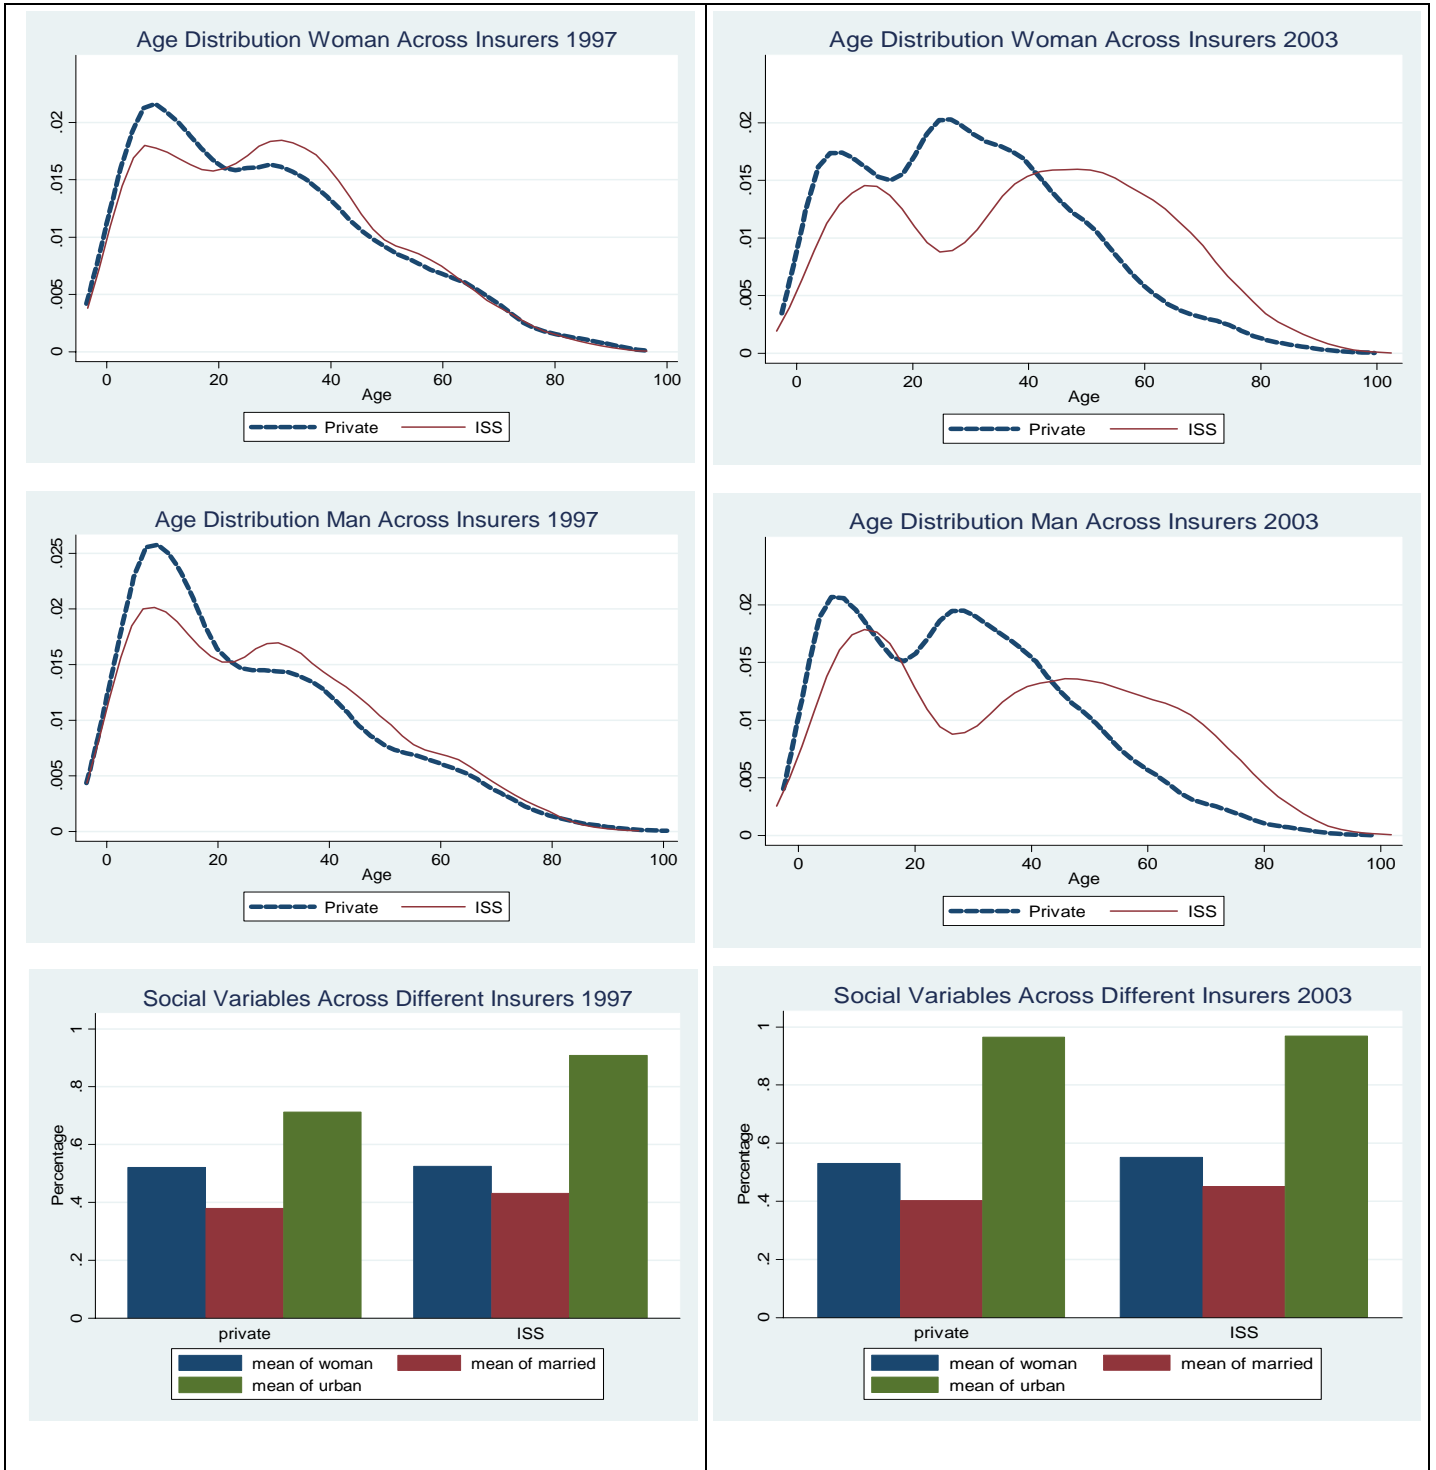 Age Distribution Woman Across Insurers 1997
.02
.015
.01
.005
0
0 20 40 60 80 100
Age
Private ISS
Age Distribution Woman Across Insurers 2003
.02
.015
.01
.005
0
0 20 40 60 80 100
Age
Private ISS
Age Distribution Man Across Insurers 1997
.025
.02
.015
.01
.005
0
0 20 40 60 80 100
Age
Private ISS
Age Distribution Man Across Insurers 2003
.02
.015
.01
.005
0
0 20 40 60 80 100
Age
Private ISS
Social Variables Across Different Insurers 1997
Percentage
1
.8
.6
.4
.2
0
private ISS
mean of woman mean of married
mean of urban
Social Variables Across Different Insurers 2003
Percentage
1
.8
.6
.4
.2
0
private ISS
mean of woman mean of married
mean of urban